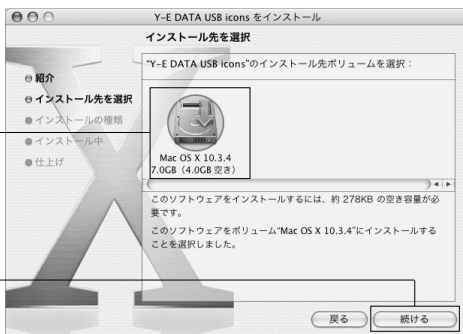 Y-E DATA USB icons をインストール
インストール先を選択
"Y-E DATA USB icons"のインストール先ボリュームを選択：
紹介
インストール先を選択
インストールの種類
インストール中
仕上げ
Mac OS X 10.3.4
7.0GB（4.0GB 空き）
このソフトウェアをインストールするには、約 278KB の空き容量が必
要です。
このソフトウェアをボリューム"Mac OS X 10.3.4"にインストールする
ことを選択しました。
戻る
続ける